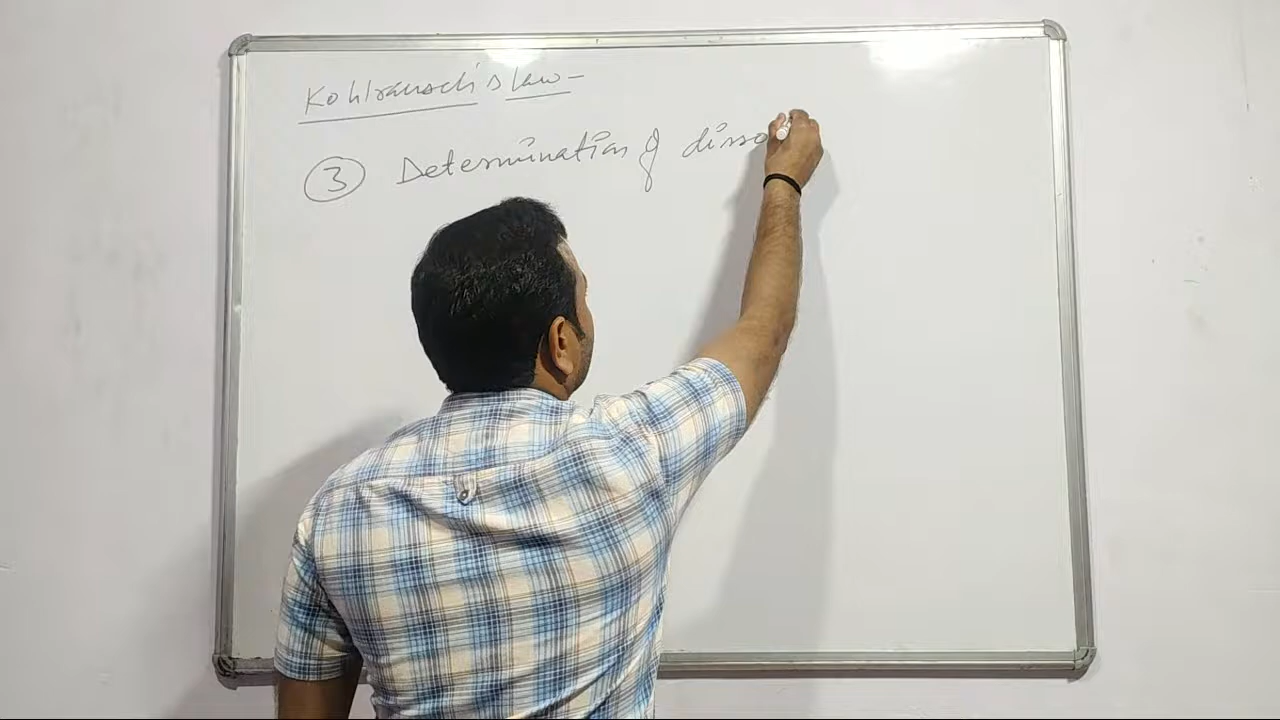 Kohlrausch's law-
③ Determination of disso